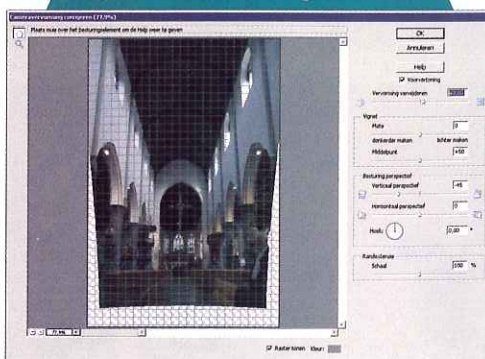 Cameravervorming corrigeren (77,9%)
Plaats muis over het besturingselement om de Help weer te geven
OK
Annuleren
Help
Voorvertoning
Vervorming verwijderen
Vignet
Mate 0
donkerder maken lichter maken
Middelpunt +50
Besturing perspectief
Verticaal perspectief -45
Horizontaal perspectief 0
Hoek: 0,00 °
Randextensie
Schaal 100 %
77,9%
Raster tonen Kleur: